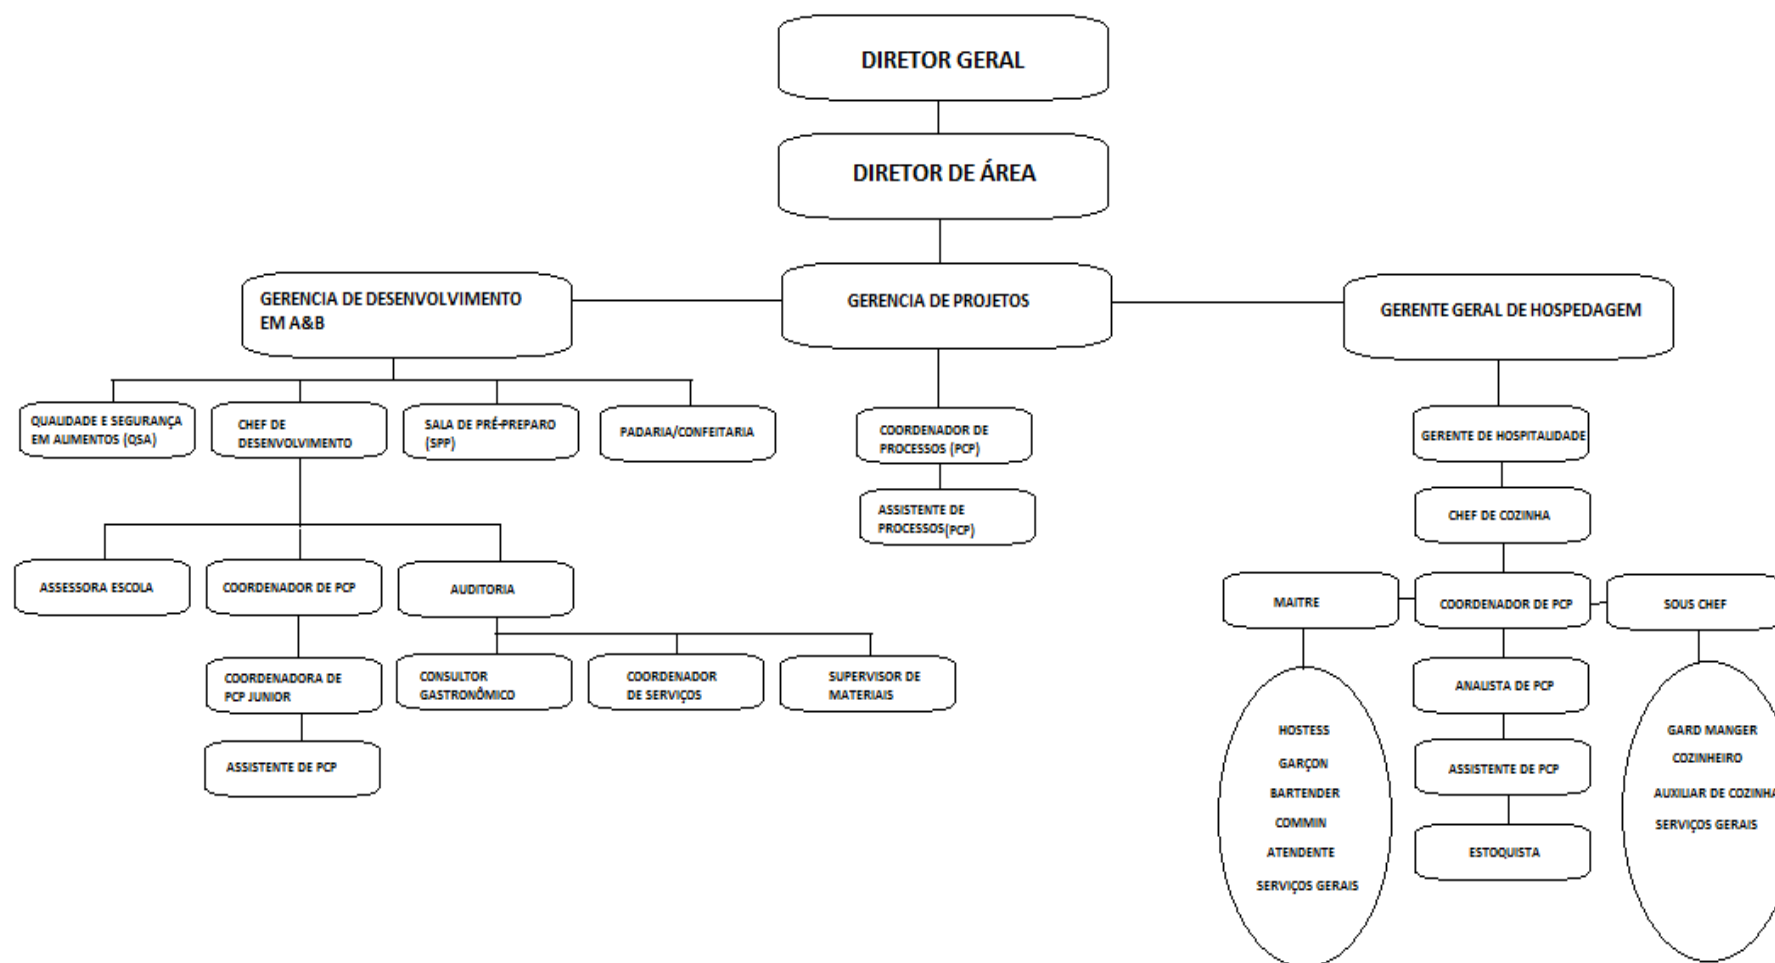 DIRETOR GERAL
DIRETOR DE ÁREA
GERENCIA DE DESENVOLVIMENTO
EM A&B
GERENCIA DE PROJETOS
GERENTE GERAL DE HOSPEDAGEM
QUALIDADE E SEGURANÇA
EM ALIMENTOS (QSA)
CHEF DE
DESENVOLVIMENTO
SALA DE PRÉ-PREPARO
(SPP)
PADARIA/CONFEITARIA
COORDENADOR DE
PROCESSOS (PCP)
GERENTE DE HOSPITALIDADE
ASSISTENTE DE
PROCESSOS(PCP)
CHEF DE COZINHA
ASSESSORA ESCOLA
COORDENADOR DE PCP
AUDITORIA
MAITRE
COORDENADOR DE PCP
SOUS CHEF
COORDENADORA DE
PCP JUNIOR
CONSULTOR
GASTRONÔMICO
COORDENADOR
DE SERVIÇOS
SUPERVISOR DE
MATERIAIS
ANALISTA DE PCP
ASSISTENTE DE PCP
HOSTESS
GARÇON
BARTENDER
COMMIN
ATENDENTE
SERVIÇOS GERAIS
ASSISTENTE DE PCP
ESTOQUISTA
GARD MANGER
COZINHEIRO
AUXILIAR DE COZINHA
SERVIÇOS GERAIS